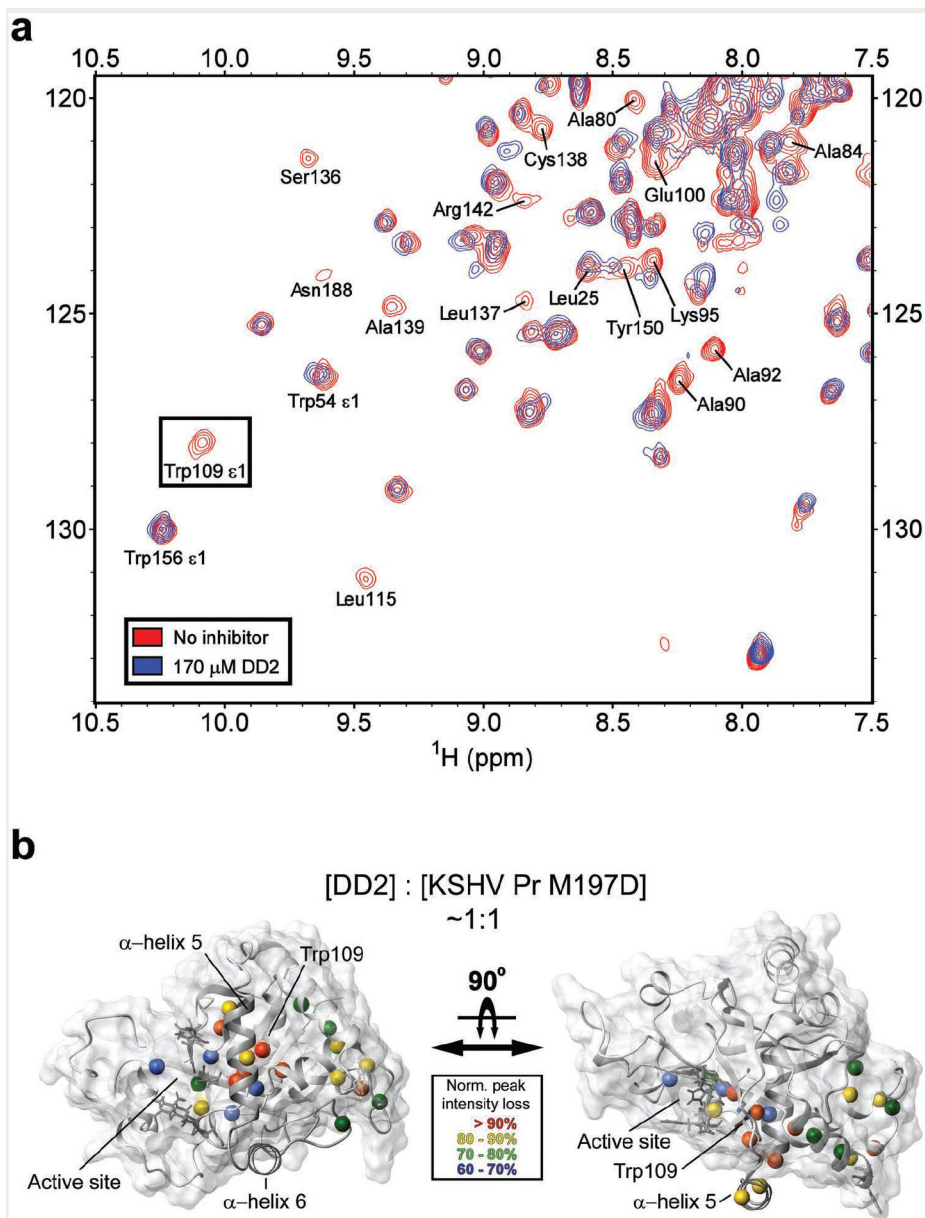 a
10.5 10.0 9.5 9.0 8.5 8.0 7.5
120 120
Ala80
Cys138
Ala84
Ser136
Glu100
Arg142
Asn188
Leu25
125 Ala139 Leu137 Tyr150 Lys95 125
Ala92
Trp54 ε1
Ala90
Trp109 ε1
130 130
Trp156 ε1
Leu115
No inhibitor
170 μM DD2
10.5 10.0 9.5 9.0 8.5 8.0 7.5
¹H (ppm)
b
[DD2] : [KSHV Pr M197D]
~1:1
α-helix 5
Trp109
90°
Norm. peak
intensity loss
> 90%
80 - 90%
70 - 80%
60 - 70%
Active site
α-helix 6
Active site
Trp109
α-helix 5